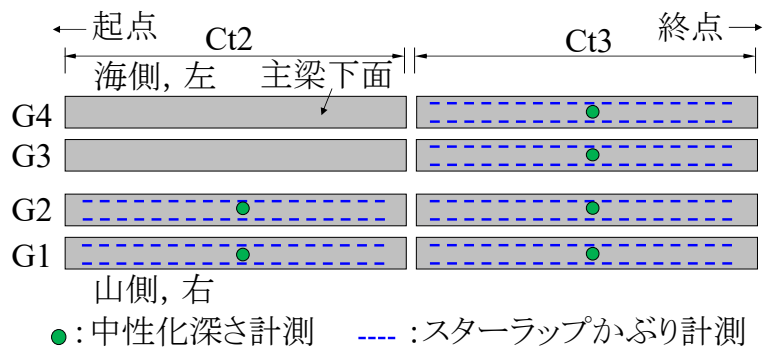 起点 終点
Ct2 Ct3
海側, 左 主梁下面
G4
G3
G2
G1
山側, 右
:中性化深さ計測 :スターラップかぶり計測